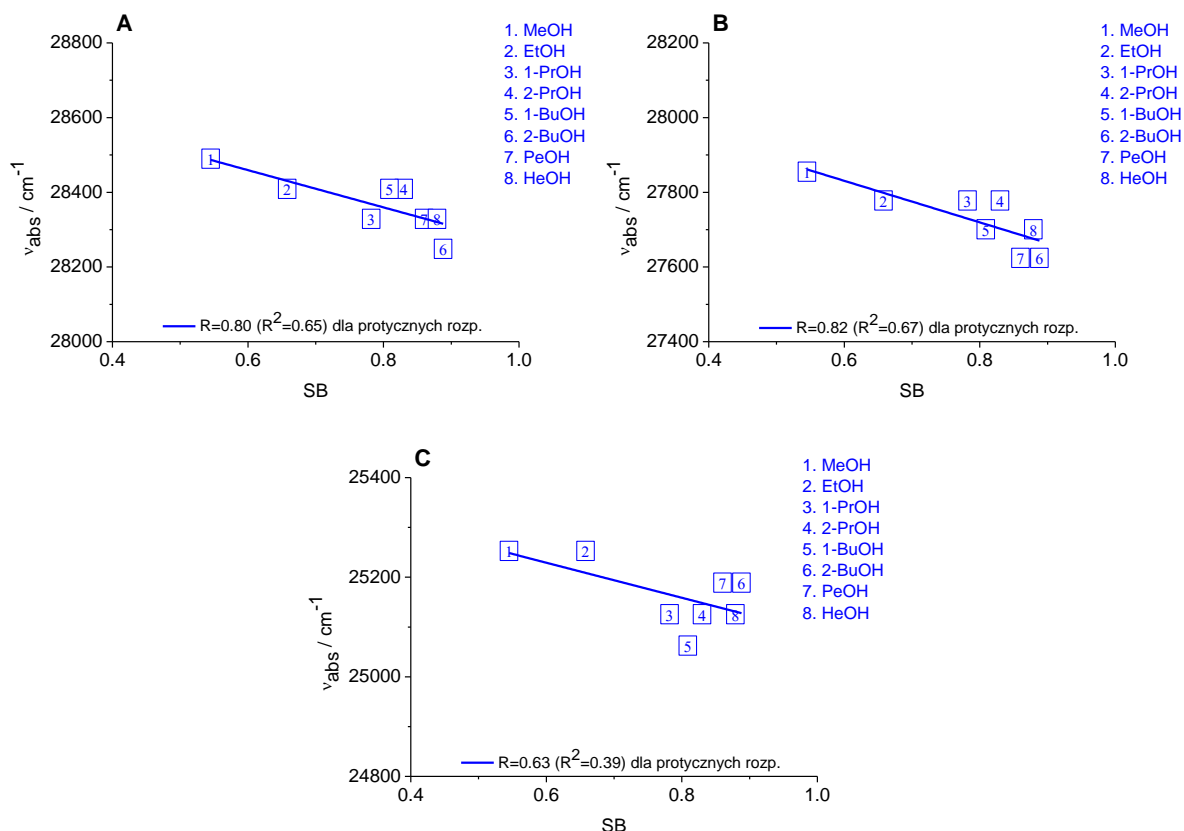 A
28800
28600
28400
28200
28000
0.4
0.6
0.8
1.0
νabs / cm-1
SB
1. MeOH
2. EtOH
3. 1-PrOH
4. 2-PrOH
5. 1-BuOH
6. 2-BuOH
7. PeOH
8. HeOH
1
2
3
5
4
7
8
6
R=0.80 (R2=0.65) dla protycznych rozp.
B
28200
28000
27800
27600
27400
0.4
0.6
0.8
1.0
νabs / cm-1
SB
1. MeOH
2. EtOH
3. 1-PrOH
4. 2-PrOH
5. 1-BuOH
6. 2-BuOH
7. PeOH
8. HeOH
1
2
3
4
5
8
7
6
R=0.82 (R2=0.67) dla protycznych rozp.
C
25400
25200
25000
24800
0.4
0.6
0.8
1.0
νabs / cm-1
SB
1. MeOH
2. EtOH
3. 1-PrOH
4. 2-PrOH
5. 1-BuOH
6. 2-BuOH
7. PeOH
8. HeOH
1
2
7
6
3
4
8
5
R=0.63 (R2=0.39) dla protycznych rozp.